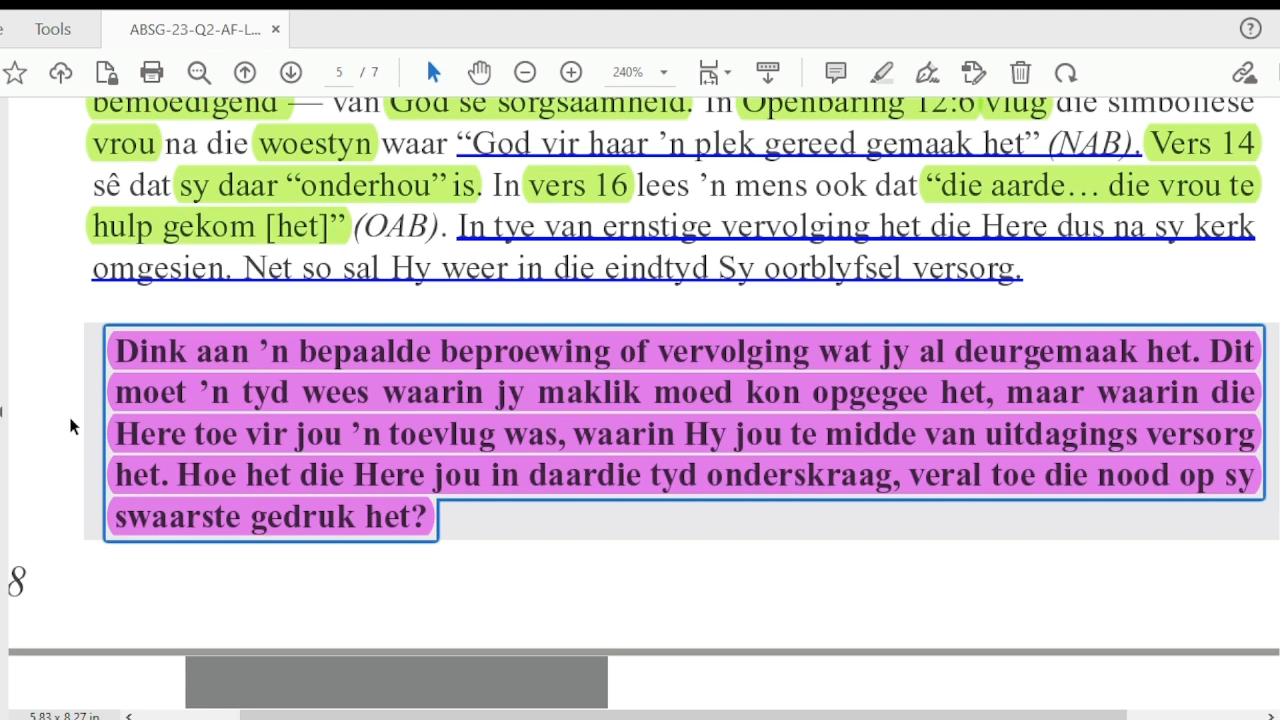 e Tools ABSG-23-Q2-AF-L... ×
5 / 7 240%
bemoedigend — van God se sorgsaamheid. In Openbaring 12:6 vlug die simboliese
vrou na die woestyn waar “God vir haar ’n plek gereed gemaak het” (NAB). Vers 14
sê dat sy daar “onderhou” is. In vers 16 lees ’n mens ook dat “die aarde… die vrou te
hulp gekom [het]” (OAB). In tye van ernstige vervolging het die Here dus na sy kerk
omgesien. Net so sal Hy weer in die eindtyd Sy oorblyfsel versorg.
Dink aan ’n bepaalde beproewing of vervolging wat jy al deurgemaak het. Dit
moet ’n tyd wees waarin jy maklik moed kon opgegee het, maar waarin die
Here toe vir jou ’n toevlug was, waarin Hy jou te midde van uitdagings versorg
het. Hoe het die Here jou in daardie tyd onderskraag, veral toe die nood op sy
swaarste gedruk het?
8
5,83 x 8,27 in